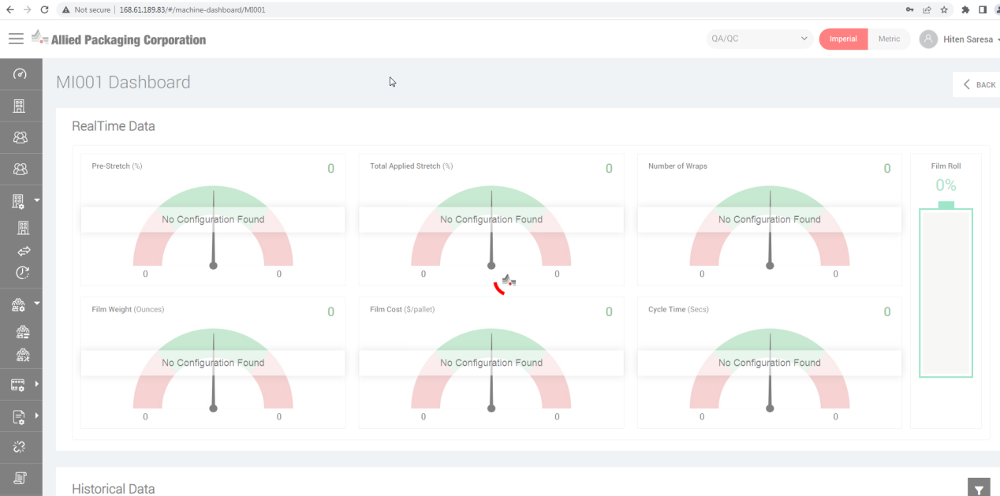 Not secure
168.61.189.83/#/machine-dashboard/MI001
Allied Packaging Corporation
QA/QC
Imperial
Metric
Hiten Saresa
MI001 Dashboard
BACK
RealTime Data
Pre-Stretch (%)
0
No Configuration Found
0
0
Total Applied Stretch (%)
0
No Configuration Found
0
0
Number of Wraps
0
No Configuration Found
0
0
Film Roll
0%
Film Weight (Ounces)
0
No Configuration Found
0
0
Film Cost ($/pallet)
0
No Configuration Found
0
0
Cycle Time (Secs)
0
No Configuration Found
0
0
Historical Data